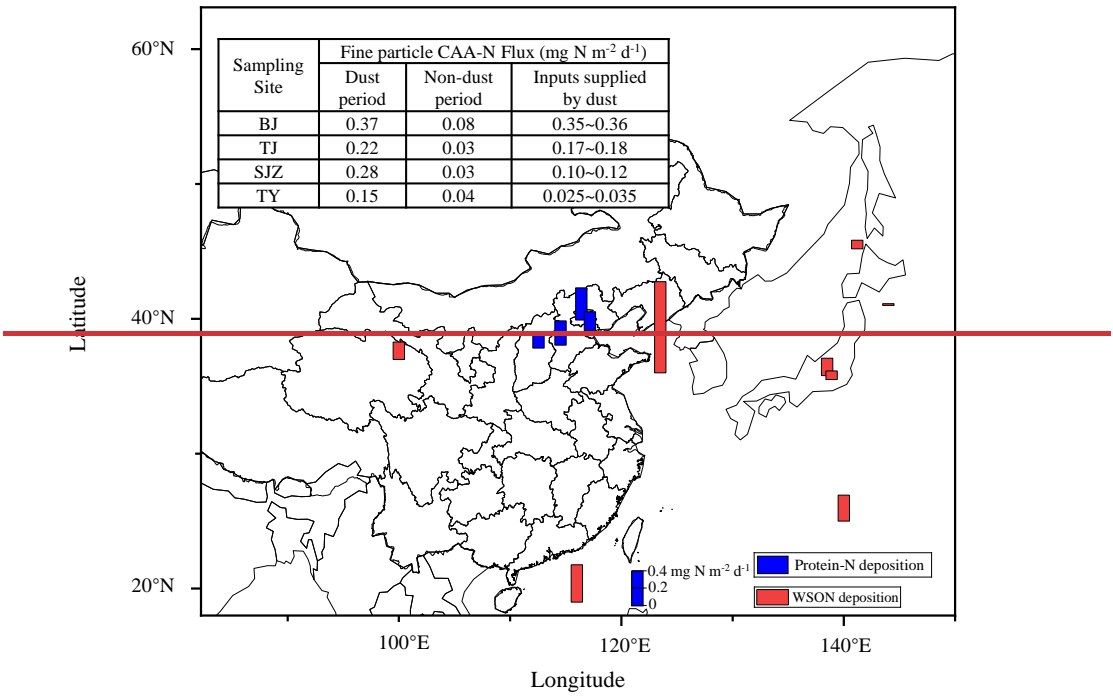 60°N
Sampling Site
Fine particle CAA-N Flux (mg N m⁻² d⁻¹)
Dust period
Non-dust period
Inputs supplied by dust
BJ 0.37 0.08 0.35~0.36
TJ 0.22 0.03 0.17~0.18
SJZ 0.28 0.03 0.10~0.12
TY 0.15 0.04 0.025~0.035
Latitude
40°N
0.4 mg N m⁻² d⁻¹
0.2
0
Protein-N deposition
WSON deposition
20°N
100°E 120°E 140°E
Longitude